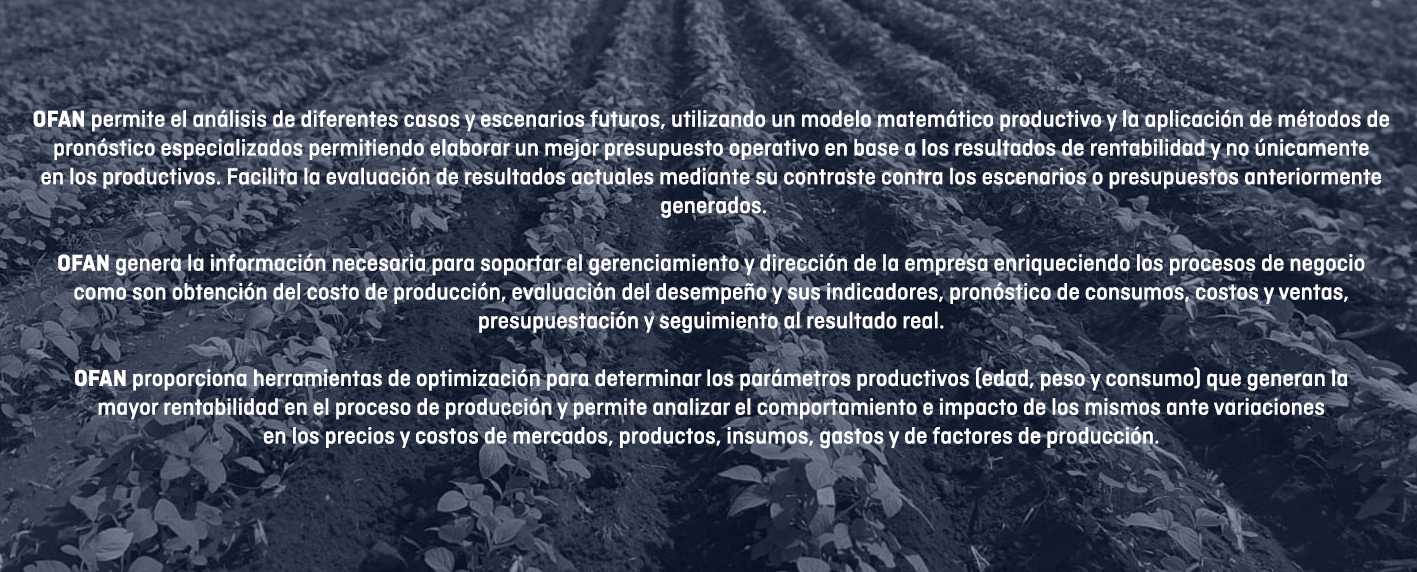 OFAN permite el análisis de diferentes casos y escenarios futuros, utilizando un modelo matemático productivo y la aplicación de métodos de
pronóstico especializados permitiendo elaborar un mejor presupuesto operativo en base a los resultados de rentabilidad y no únicamente
en los productivos. Facilita la evaluación de resultados actuales mediante su contraste contra los escenarios o presupuestos anteriormente
generados.
OFAN genera la información necesaria para soportar el gerenciamiento y dirección de la empresa enriqueciendo los procesos de negocio
como son obtención del costo de producción, evaluación del desempeño y sus indicadores, pronóstico de consumos, costos y ventas,
presupuestación y seguimiento al resultado real.
OFAN proporciona herramientas de optimización para determinar los parámetros productivos (edad, peso y consumo) que generan la
mayor rentabilidad en el proceso de producción y permite analizar el comportamiento e impacto de los mismos ante variaciones
en los precios y costos de mercados, productos, insumos, gastos y de factores de producción.